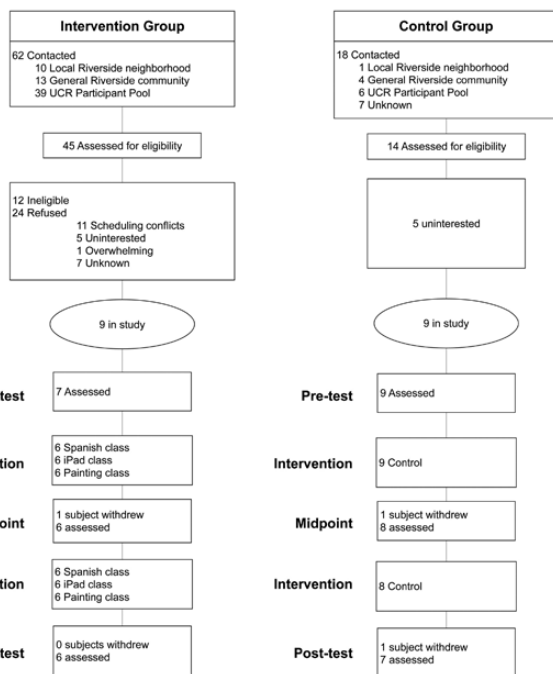 Intervention Group
62 Contacted
10 Local Riverside neighborhood
13 General Riverside community
39 UCR Participant Pool
45 Assessed for eligibility
12 Ineligible
24 Refused
11 Scheduling conflicts
5 Uninterested
1 Overwhelming
7 Unknown
9 in study
test
7 Assessed
tion
6 Spanish class
6 iPad class
6 Painting class
oint
1 subject withdrew
6 assessed
tion
6 Spanish class
6 iPad class
6 Painting class
test
0 subjects withdrew
6 assessed
Control Group
18 Contacted
1 Local Riverside neighborhood
4 General Riverside community
6 UCR Participant Pool
7 Unknown
14 Assessed for eligibility
5 uninterested
9 in study
Pre-test
9 Assessed
Intervention
9 Control
Midpoint
1 subject withdrew
8 assessed
Intervention
8 Control
Post-test
1 subject withdrew
7 assessed